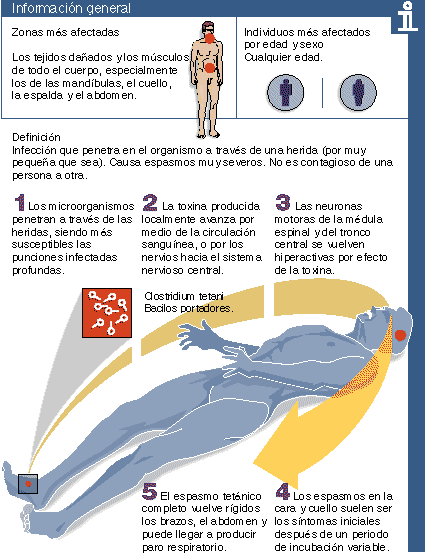 Información general
Zonas más afectadas
Los tejidos dañados y los músculos
de todo el cuerpo, especialmente
los de las mandíbulas, el cuello,
la espalda y el abdomen.
Individuos más afectados
por edad y sexo
Cualquier edad.
i
Definición
Infección que penetra en el organismo a través de una herida (por muy
pequeña que sea). Causa espasmos muy severos. No es contagioso de una
persona a otra.
1 Los microorganismos
penetran a través de las
heridas, siendo más
susceptibles las
punciones infectadas
profundas.
2 La toxina producida
localmente avanza por
medio de la circulación
sanguínea, o por los
nervios hacia el sistema
nervioso central.
3 Las neuronas
motoras de la médula
espinal y del tronco
central se vuelven
hiperactivas por efecto
de la toxina.
Clostridium tetani
Bacilos portadores.
5 El espasmo tetánico
completo vuelve rígidos
los brazos, el abdomen y
puede llegar a producir
paro respiratorio.
4 Los espasmos en la
cara y cuello suelen ser
los síntomas iniciales
después de un periodo
de incubación variable.